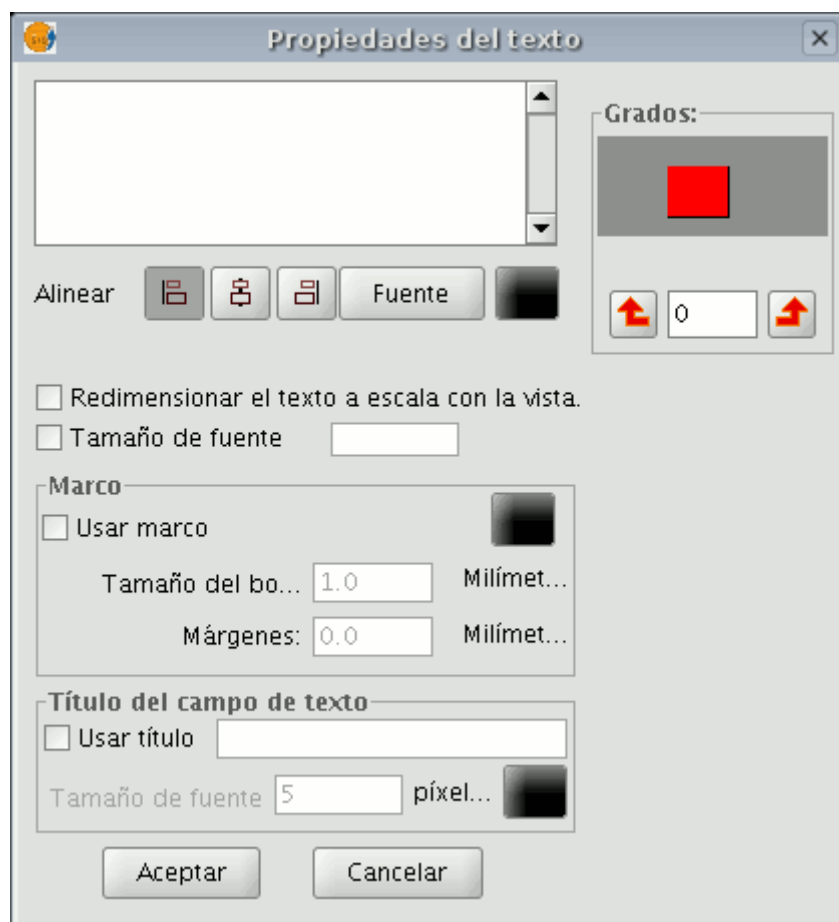 Propiedades del texto
Grados:
Alinear
Fuente
0
Redimensionar el texto a escala con la vista.
Tamaño de fuente
Marco
Usar marco
Tamaño del bo... 1.0 Milímet...
Márgenes: 0.0 Milímet...
Título del campo de texto
Usar título
Tamaño de fuente 5 píxel...
Aceptar Cancelar